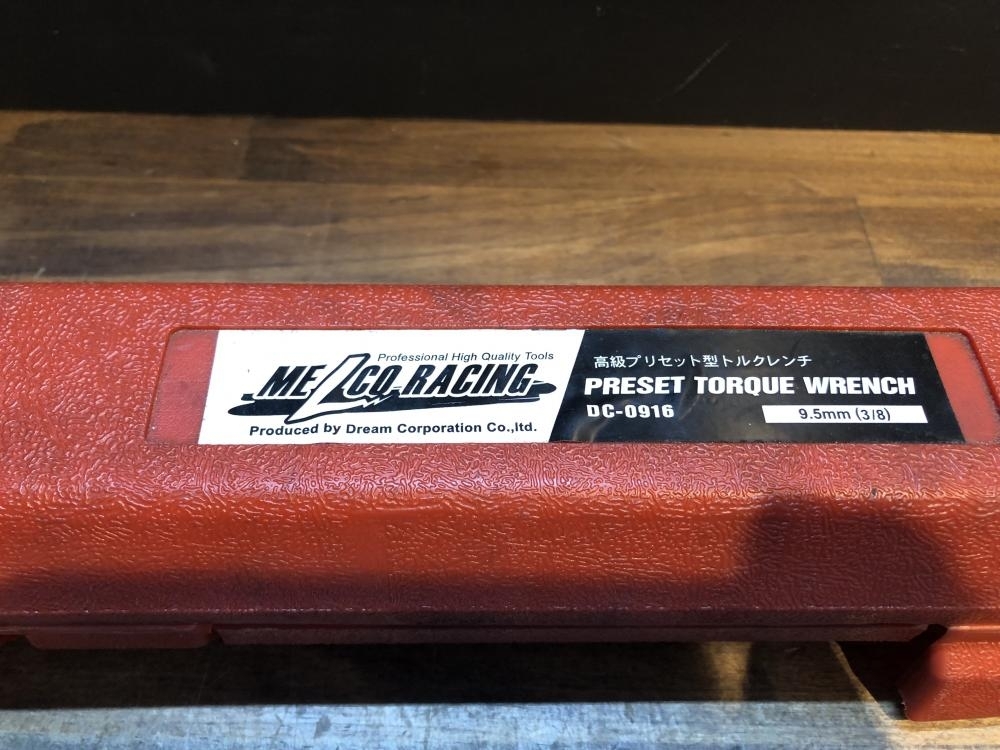 Professional High Quality Tools
MELCO RACING
Produced by Dream Corporation Co.,ltd.
高級プリセット型トルクレンチ
PRESET TORQUE WRENCH
DC-0916
9.5mm (3/8)